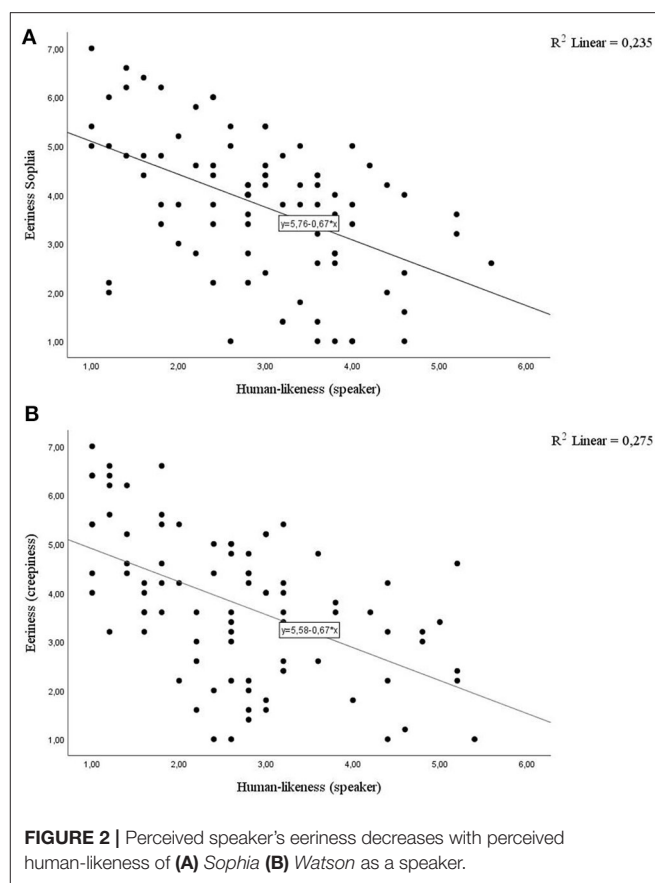 A
R² Linear = 0,235
7,00
6,00
5,00
4,00
3,00
2,00
1,00
Eeriness Sophia
y=5,76-0,67*x
1,00 2,00 3,00 4,00 5,00 6,00
Human-likeness (speaker)
B
R² Linear = 0,275
7,00
6,00
5,00
4,00
3,00
2,00
1,00
Eeriness (creepiness)
y=5,58-0,67*x
1,00 2,00 3,00 4,00 5,00 6,00
Human-likeness (speaker)
FIGURE 2 | Perceived speaker’s eeriness decreases with perceived
human-likeness of (A) Sophia (B) Watson as a speaker.